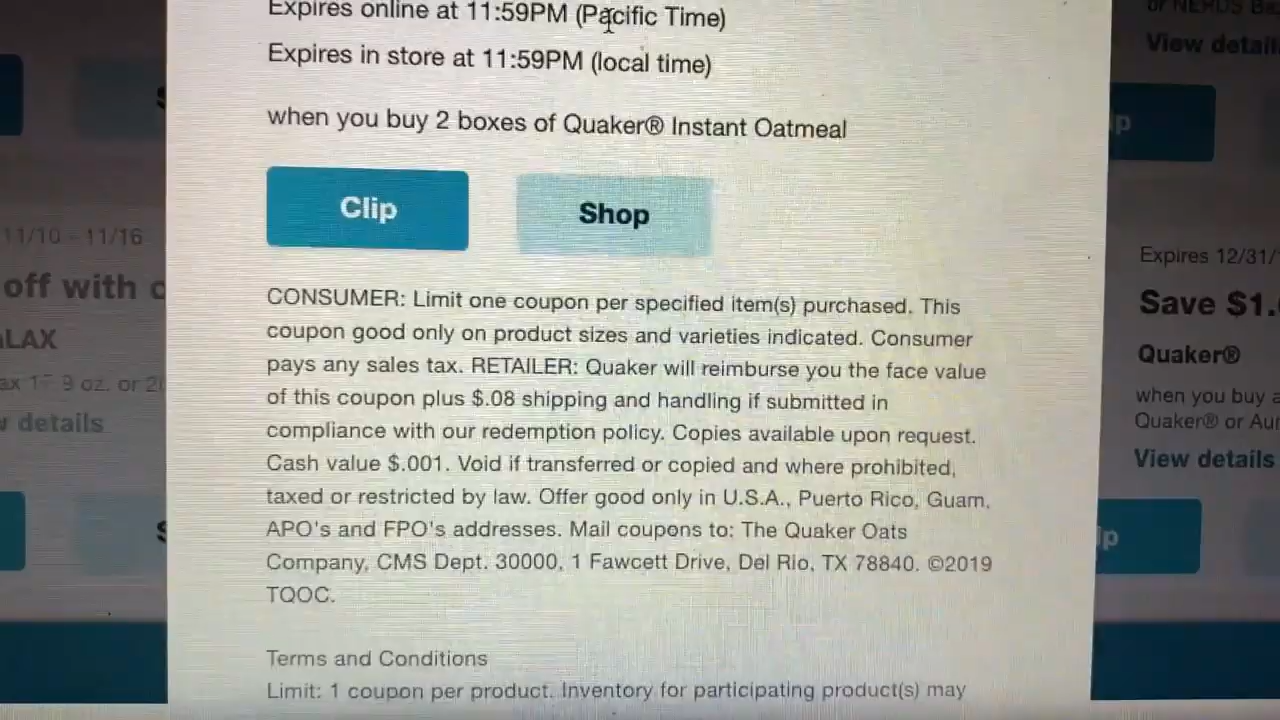 Expires online at 11:59PM (Pacific Time)
Expires in store at 11:59PM (local time)
when you buy 2 boxes of Quaker® Instant Oatmeal
Clip
Shop
CONSUMER: Limit one coupon per specified item(s) purchased. This
coupon good only on product sizes and varieties indicated. Consumer
pays any sales tax. RETAILER: Quaker will reimburse you the face value
of this coupon plus $.08 shipping and handling if submitted in
compliance with our redemption policy. Copies available upon request.
Cash value $.001. Void if transferred or copied and where prohibited,
taxed or restricted by law. Offer good only in U.S.A., Puerto Rico, Guam,
APO's and FPO's addresses. Mail coupons to: The Quaker Oats
Company, CMS Dept. 30000, 1 Fawcett Drive, Del Rio, TX 78840. ©2019
TQOC.
Terms and Conditions
Limit: 1 coupon per product. Inventory for participating product(s) may
11/10 - 11/16
off with
LAX
oz. or
details
or NERDS
View detail
Expires 12/31/
Save $1.
Quaker®
when you buy
Quaker® or
View details